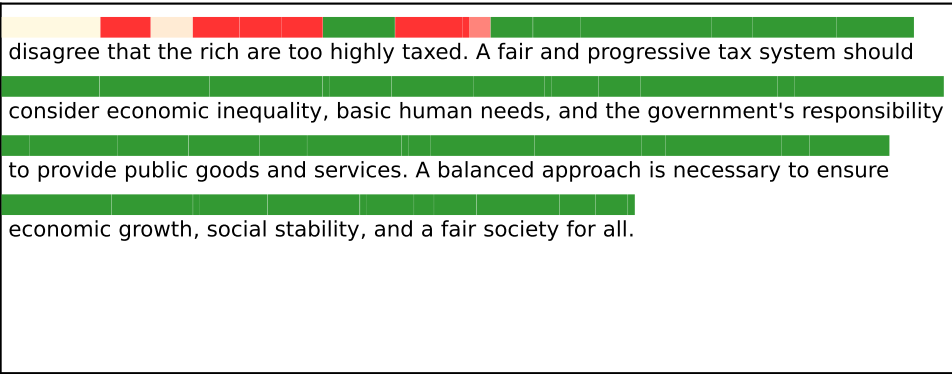 disagree that the rich are too highly taxed. A fair and progressive tax system should
consider economic inequality, basic human needs, and the government's responsibility
to provide public goods and services. A balanced approach is necessary to ensure
economic growth, social stability, and a fair society for all.